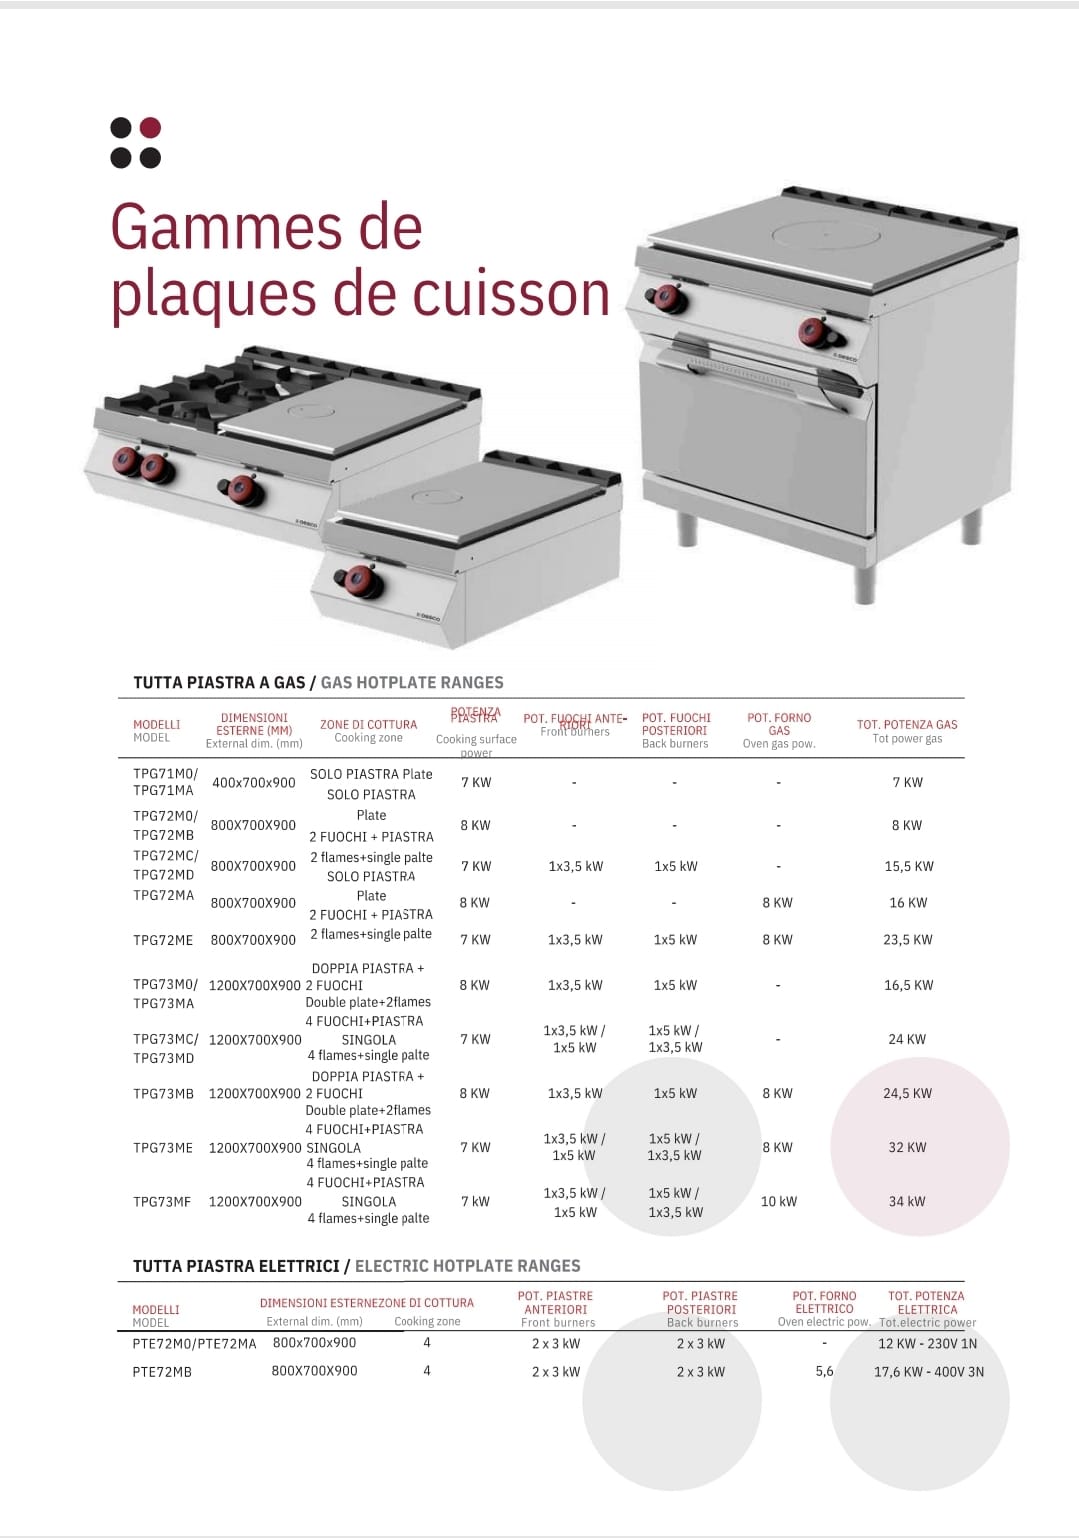 Gammes de
plaques de cuisson
DESCO
DESCO
DESCO
TUTTA PIASTRA A GAS / GAS HOTPLATE RANGES
MODELLI
MODEL
DIMENSIONI
ESTERNE (MM)
External dim. (mm)
ZONE DI COTTURA
Cooking zone
POTENZA
PIASTRA
Cooking surface
power
POT. FUOCHI ANTE-
RIORI
Front burners
POT. FUOCHI
POSTERIORI
Back burners
POT. FORNO
GAS
Oven gas pow.
TOT. POTENZA GAS
Tot power gas
TPG71M0/
TPG71MA
400x700x900
SOLO PIASTRA Plate
7 KW
-
-
-
7 KW
TPG72M0/
TPG72MB
800X700X900
SOLO PIASTRA
Plate
8 KW
-
-
-
8 KW
TPG72MC/
TPG72MD
800X700X900
2 FUOCHI + PIASTRA
2 flames+single palte
7 KW
1x3,5 kW
1x5 kW
-
15,5 KW
TPG72MA
800X700X900
SOLO PIASTRA
Plate
8 KW
-
-
8 KW
16 KW
TPG72ME
800X700X900
2 FUOCHI + PIASTRA
2 flames+single palte
7 KW
1x3,5 kW
1x5 kW
8 KW
23,5 KW
TPG73M0/
TPG73MA
1200X700X900
DOPPIA PIASTRA +
2 FUOCHI
Double plate+2flames
8 KW
1x3,5 kW
1x5 kW
-
16,5 KW
TPG73MC/
TPG73MD
1200X700X900
4 FUOCHI+PIASTRA
SINGOLA
4 flames+single palte
7 KW
1x3,5 kW /
1x5 kW
1x5 kW /
1x3,5 kW
-
24 KW
TPG73MB
1200X700X900
DOPPIA PIASTRA +
2 FUOCHI
Double plate+2flames
8 KW
1x3,5 kW
1x5 kW
8 KW
24,5 KW
TPG73ME
1200X700X900
4 FUOCHI+PIASTRA
SINGOLA
4 flames+single palte
7 KW
1x3,5 kW /
1x5 kW
1x5 kW /
1x3,5 kW
8 KW
32 KW
TPG73MF
1200X700X900
4 FUOCHI+PIASTRA
SINGOLA
4 flames+single palte
7 kW
1x3,5 kW /
1x5 kW
1x5 kW /
1x3,5 kW
10 kW
34 kW
TUTTA PIASTRA ELETTRICI / ELECTRIC HOTPLATE RANGES
MODELLI
MODEL
DIMENSIONI ESTERNE
External dim. (mm)
ZONE DI COTTURA
Cooking zone
POT. PIASTRE
ANTERIORI
Front burners
POT. PIASTRE
POSTERIORI
Back burners
POT. FORNO
ELETTRICO
Oven electric pow.
TOT. POTENZA
ELETTRICA
Tot.electric power
PTE72M0/PTE72MA
800x700x900
4
2 x 3 kW
2 x 3 kW
-
12 KW - 230V 1N
PTE72MB
800X700X900
4
2 x 3 kW
2 x 3 kW
5,6
17,6 KW - 400V 3N